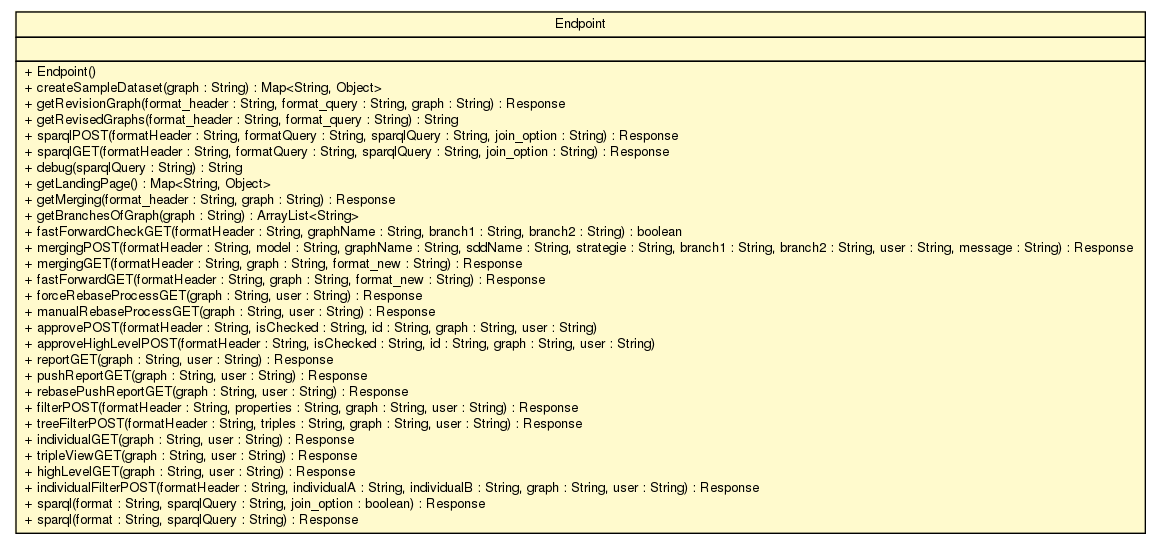 Endpoint
+ Endpoint()
+ createSampleDataset(graph : String) : Map<String, Object>
+ getRevisionGraph(format_header : String, format_query : String, graph : String) : Response
+ getRevisedGraphs(format_header : String, format_query : String) : String
+ sparqlPOST(formatHeader : String, formatQuery : String, sparqlQuery : String, join_option : String) : Response
+ sparqlGET(formatHeader : String, formatQuery : String, sparqlQuery : String, join_option : String) : Response
+ debug(sparqlQuery : String) : String
+ getLandingPage() : Map<String, Object>
+ getMerging(format_header : String, graph : String) : Response
+ getBranchesOfGraph(graph : String) : ArrayList<String>
+ fastForwardCheckGET(formatHeader : String, graphName : String, branch1 : String, branch2 : String) : boolean
+ mergingPOST(formatHeader : String, model : String, graphName : String, sddName : String, strategie : String, branch1 : String, branch2 : String, user : String, message : String) : Response
+ mergingGET(formatHeader : String, graph : String, format_new : String) : Response
+ fastForwardGET(formatHeader : String, graph : String, format_new : String) : Response
+ forceRebaseProcessGET(graph : String, user : String) : Response
+ manualRebaseProcessGET(graph : String, user : String) : Response
+ approvePOST(formatHeader : String, isChecked : String, id : String, graph : String, user : String)
+ approveHighLevelPOST(formatHeader : String, isChecked : String, id : String, graph : String, user : String)
+ reportGET(graph : String, user : String) : Response
+ pushReportGET(graph : String, user : String) : Response
+ rebasePushReportGET(graph : String, user : String) : Response
+ filterPOST(formatHeader : String, properties : String, graph : String, user : String) : Response
+ treeFilterPOST(formatHeader : String, triples : String, graph : String, user : String) : Response
+ individualGET(graph : String, user : String) : Response
+ tripleViewGET(graph : String, user : String) : Response
+ highLevelGET(graph : String, user : String) : Response
+ individualFilterPOST(formatHeader : String, individualA : String, individualB : String, graph : String, user : String) : Response
+ sparql(format : String, sparqlQuery : String, join_option : boolean) : Response
+ sparql(format : String, sparqlQuery : String) : Response